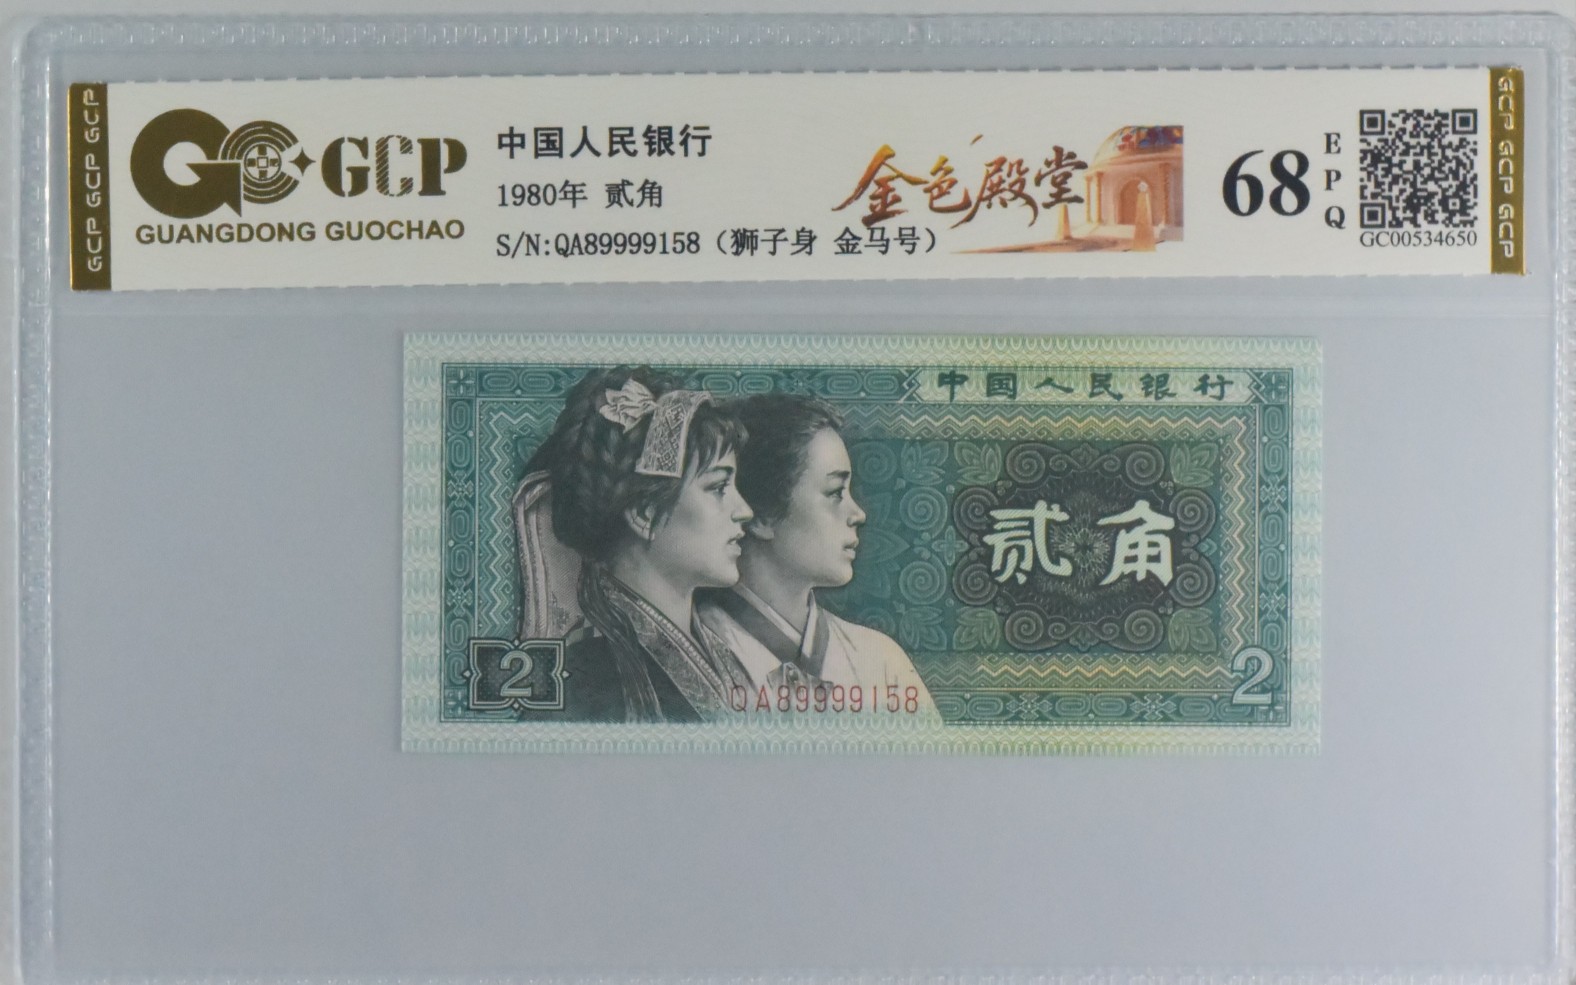 GCP GCP GCP
GCP
GUANGDONG GUOCHAO
中国人民银行
1980年 贰角
S/N:QA89999158（狮子身 金马号）
金色殿堂
68
E
P
Q
GC00534650
GCP GCP GCP
中国人民银行
贰角
2
QA89999158
2